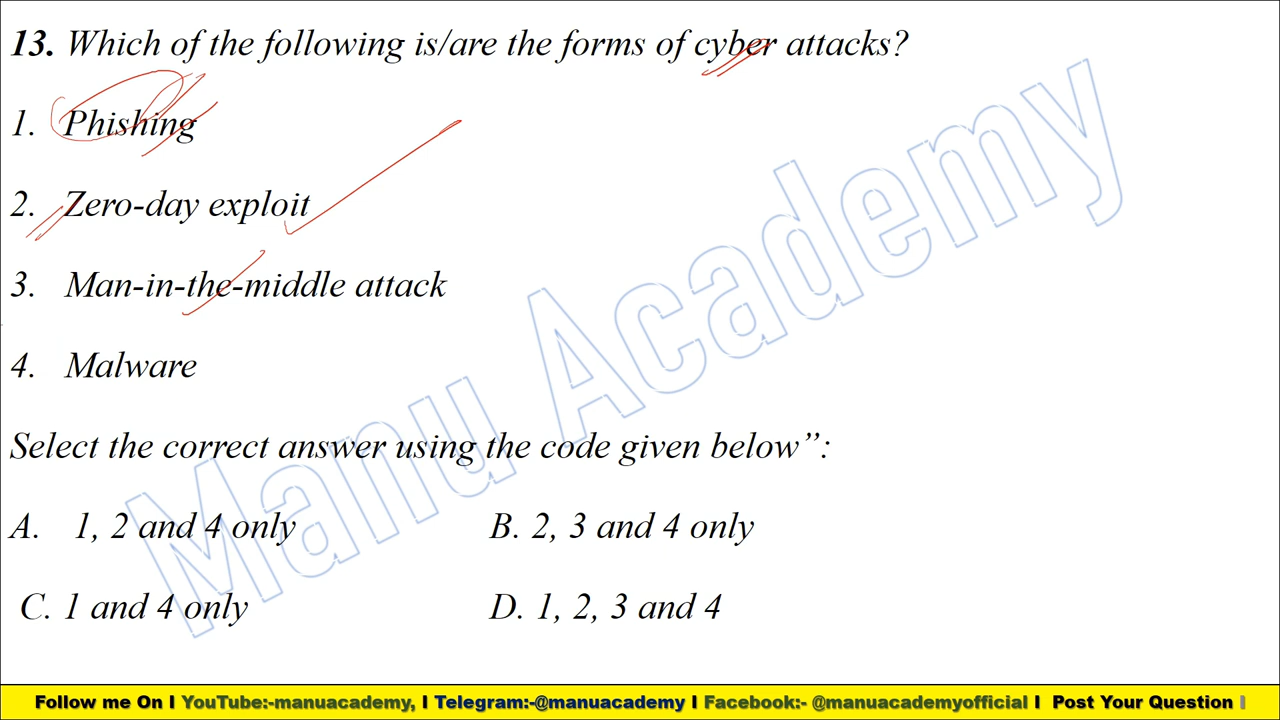 13. Which of the following is/are the forms of cyber attacks?
1. Phishing
2. Zero-day exploit
3. Man-in-the-middle attack
4. Malware
Select the correct answer using the code given below”:
A. 1, 2 and 4 only B. 2, 3 and 4 only
C. 1 and 4 only D. 1, 2, 3 and 4
Manu Academy
Follow me On I YouTube:-manuacademy, I Telegram:-@manuacademy I Facebook:- @manuacademyofficial I Post Your Question I